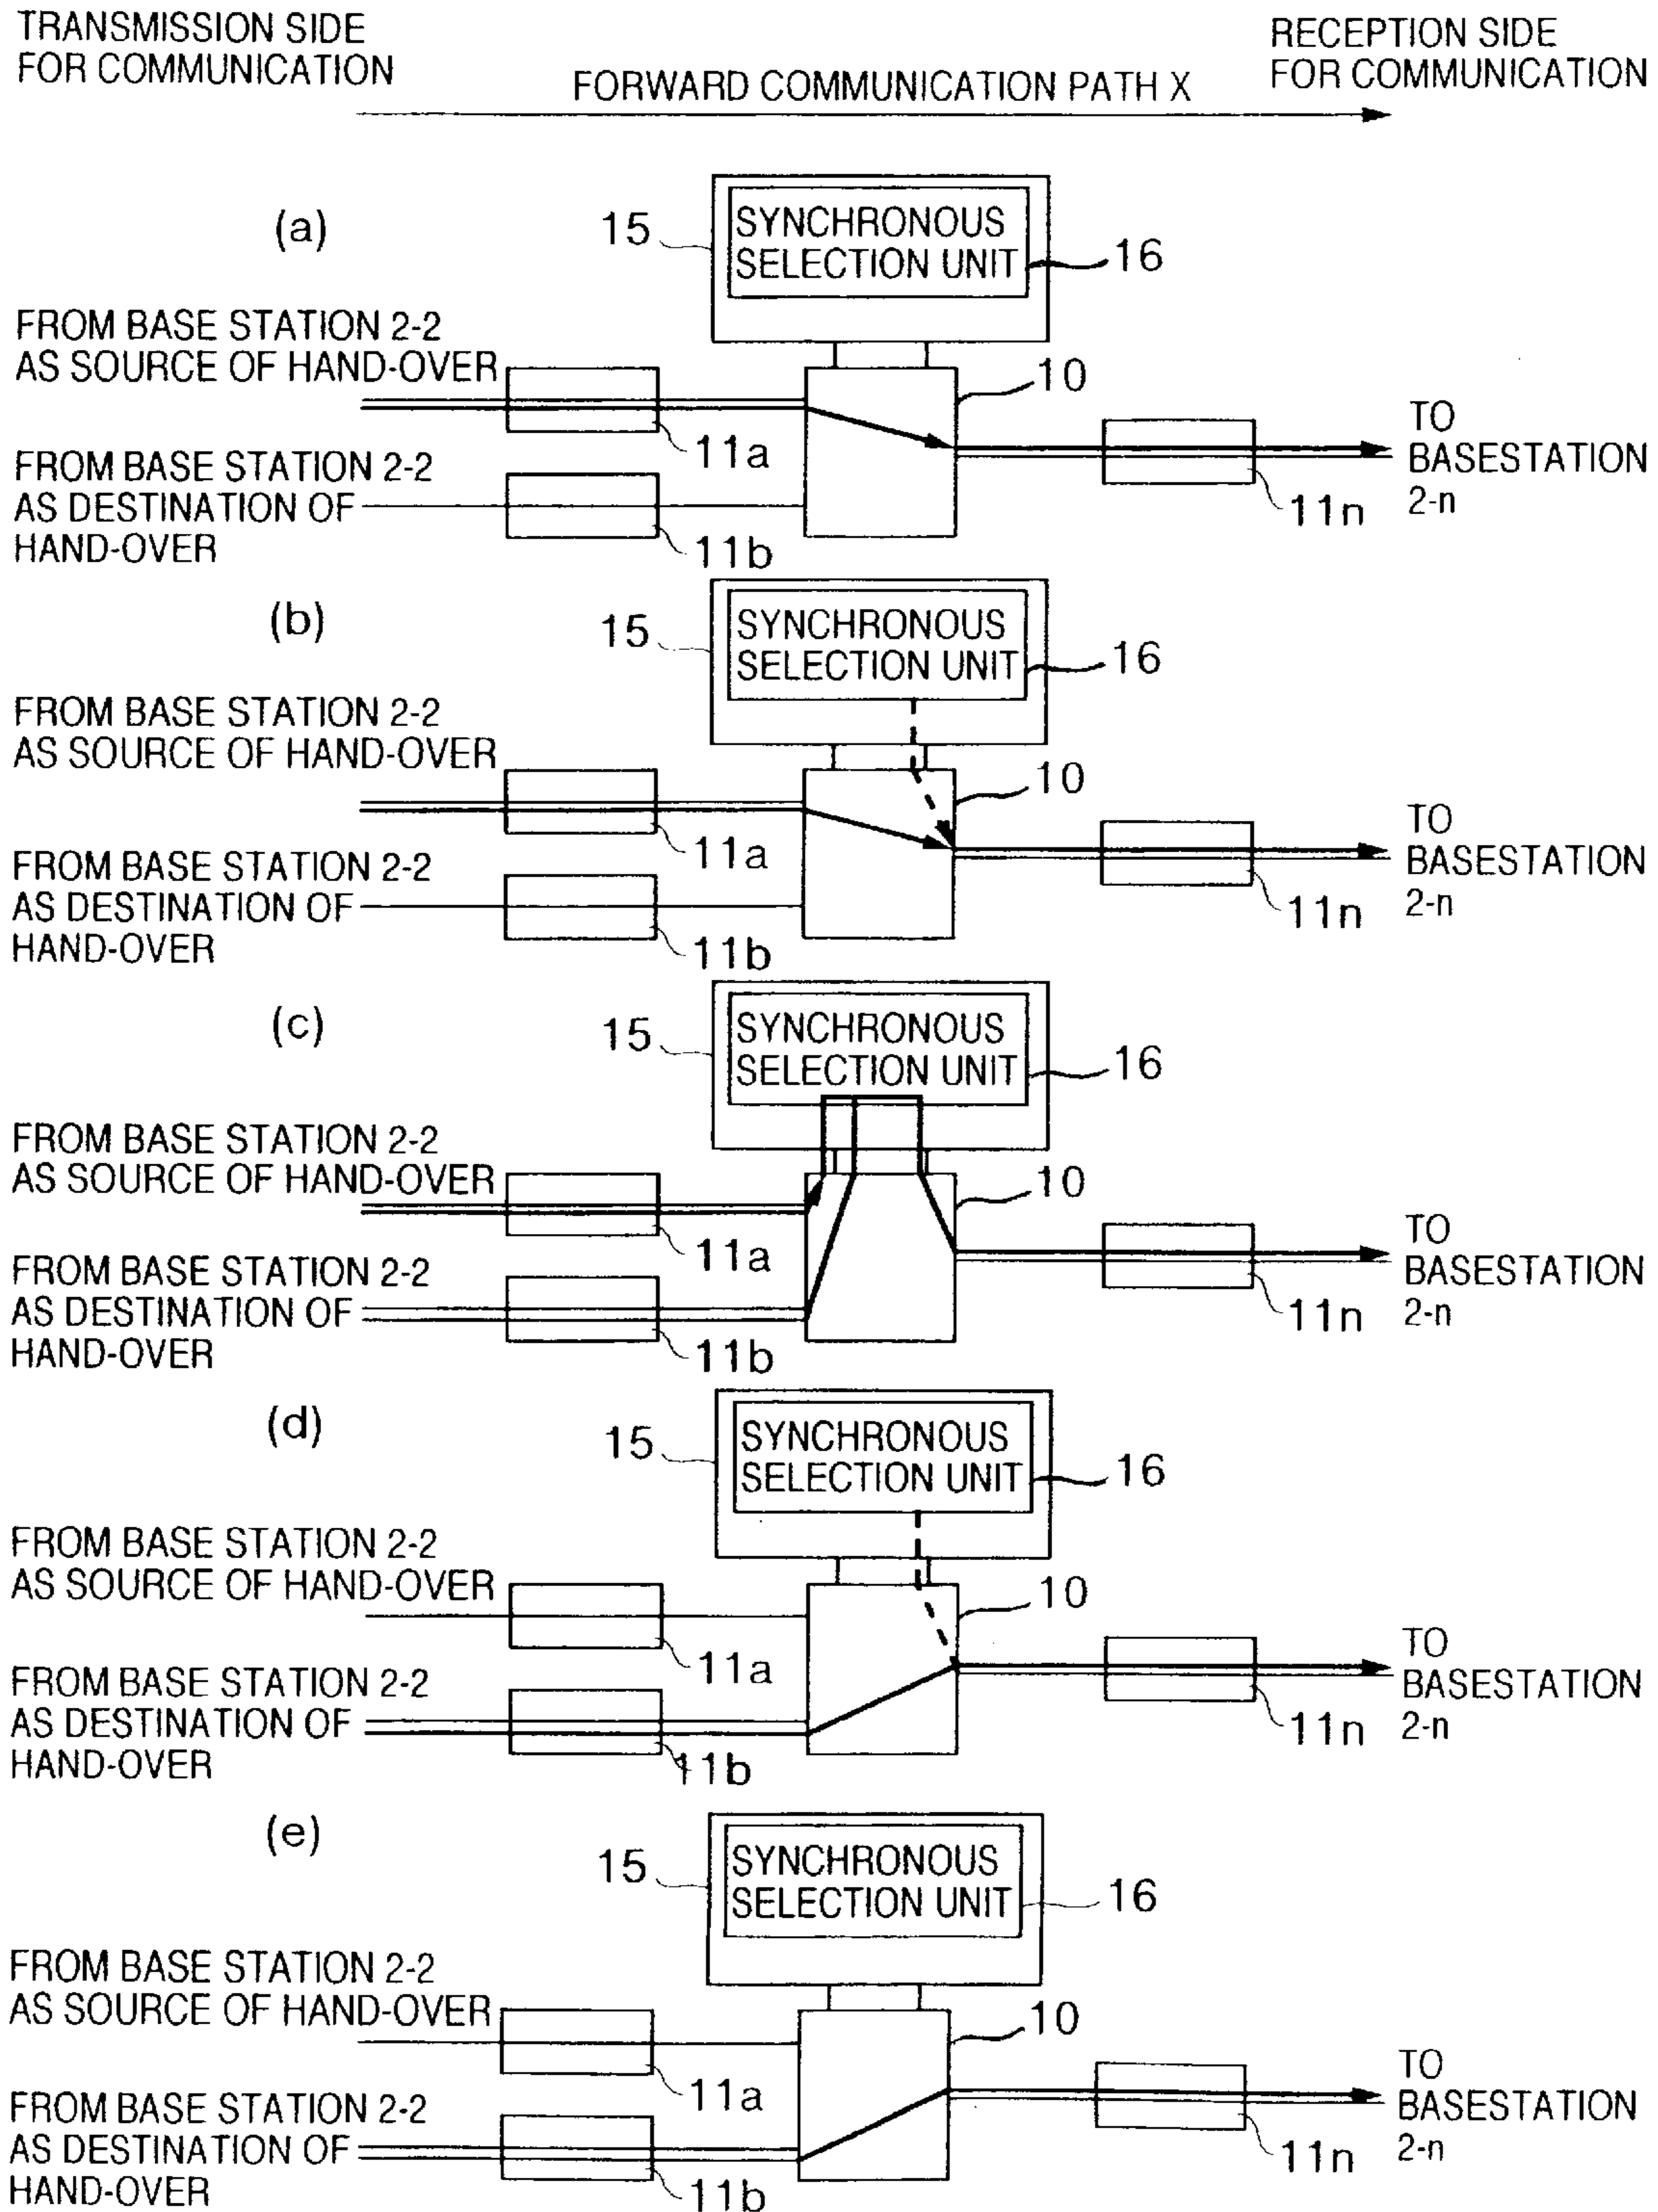 TRANSMISSION SIDE
FOR COMMUNICATION
RECEPTION SIDE
FOR COMMUNICATION
FORWARD COMMUNICATION PATH X
(a)
15
SYNCHRONOUS
SELECTION UNIT
16
FROM BASE STATION 2-2
AS SOURCE OF HAND-OVER
10
11a
TO
BASESTATION
2-n
FROM BASE STATION 2-2
AS DESTINATION OF
HAND-OVER
11n
11b
(b)
15
SYNCHRONOUS
SELECTION UNIT
16
FROM BASE STATION 2-2
AS SOURCE OF HAND-OVER
10
11a
TO
BASESTATION
2-n
FROM BASE STATION 2-2
AS DESTINATION OF
HAND-OVER
11n
11b
(c)
15
SYNCHRONOUS
SELECTION UNIT
16
FROM BASE STATION 2-2
AS SOURCE OF HAND-OVER
10
11a
TO
BASESTATION
2-n
FROM BASE STATION 2-2
AS DESTINATION OF
HAND-OVER
11n
11b
(d)
15
SYNCHRONOUS
SELECTION UNIT
16
FROM BASE STATION 2-2
AS SOURCE OF HAND-OVER
10
11a
TO
BASESTATION
2-n
FROM BASE STATION 2-2
AS DESTINATION OF
HAND-OVER
11n
11b
(e)
15
SYNCHRONOUS
SELECTION UNIT
16
FROM BASE STATION 2-2
AS SOURCE OF HAND-OVER
10
11a
TO
BASESTATION
2-n
FROM BASE STATION 2-2
AS DESTINATION OF
HAND-OVER
11n
11b